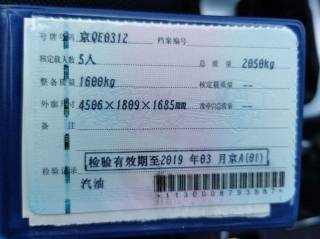 号牌号码 京QE0312 档案编号
核定载人数 5人 总质量 2050kg
整备质量 1600kg 核定载质量 --
外廓尺寸 4506×1809×1685mm 准牵引总质量 --
检验有效期至2019年03月京A(01)
检验记录
汽油